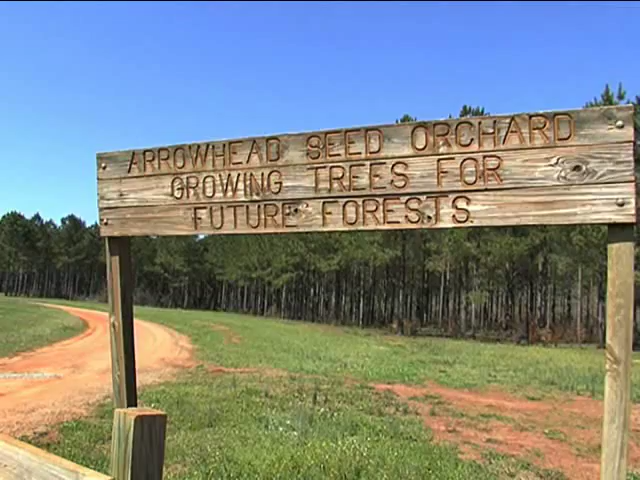 ARROWHEAD SEED ORCHARD
GROWING TREES FOR
FUTURE FORESTS.